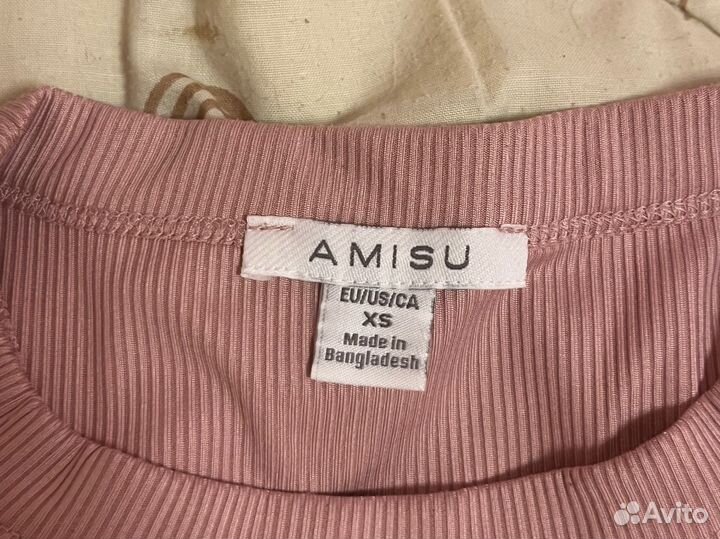 AMISU
EU/US/CA
XS
Made in
Bangladesh
Avito